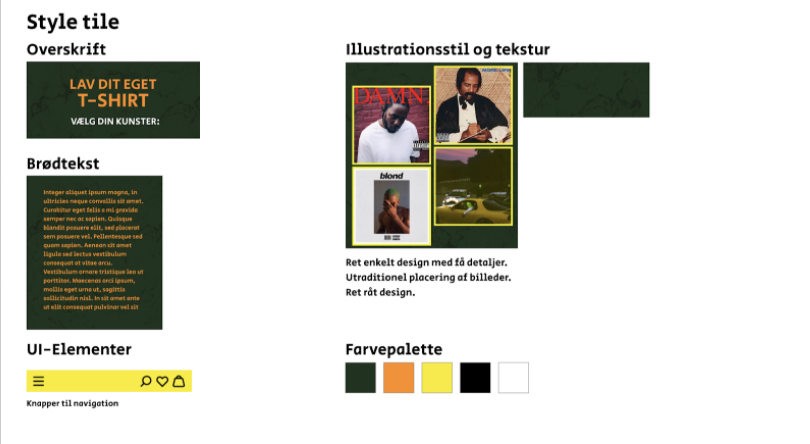 Style tile
Overskrift
LAV DIT EGET
T-SHIRT
VÆLG DIN KUNSTER:
Brødtekst
Integer aliquet ipsum magna, in
ultricies neque convallis sit amet.
Curabitur eget felis a mi gravida
semper nec ac sapien. Quisque
blandit posuere elit, sed placerat
sem posuere vel. Pellentesque sed
quam sapien. Aenean sit amet
ligula sed lectus vestibulum
consequat at vitae arcu.
Vestibulum ornare tristique leo ut
porttitor. Maecenas orci ipsum,
mollis eget urna ut, sagittis
sollicitudin nisl. In sit amet ante
ut elit consequat pulvinar vel sit
UI-Elementer
Knapper til navigation
Illustrationsstil og tekstur
DAMN.
blond
Ret enkelt design med få detaljer.
Utraditionel placering af billeder.
Ret råt design.
Farvepalette